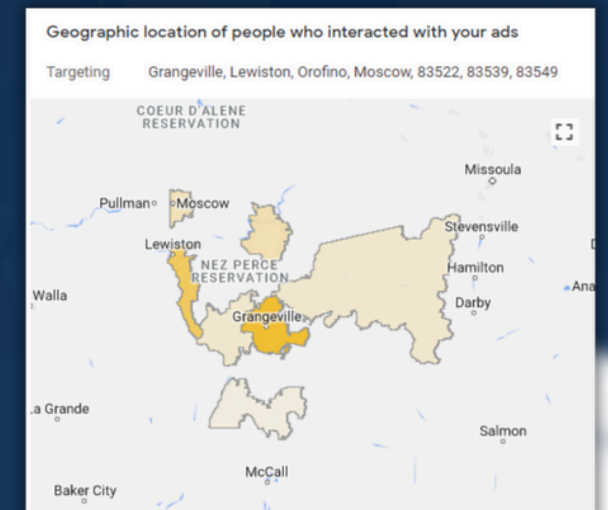 Geographic location of people who interacted with your ads
Targeting Grangeville, Lewiston, Orofino, Moscow, 83522, 83539, 83549
COEUR D'ALENE
RESERVATION
Missoula
Pullman
Moscow
Stevensville
Lewiston
NEZ PERCE
RESERVATION
Hamilton
Ana
Walla
Darby
Grangeville
a Grande
Salmon
McCall
Baker City